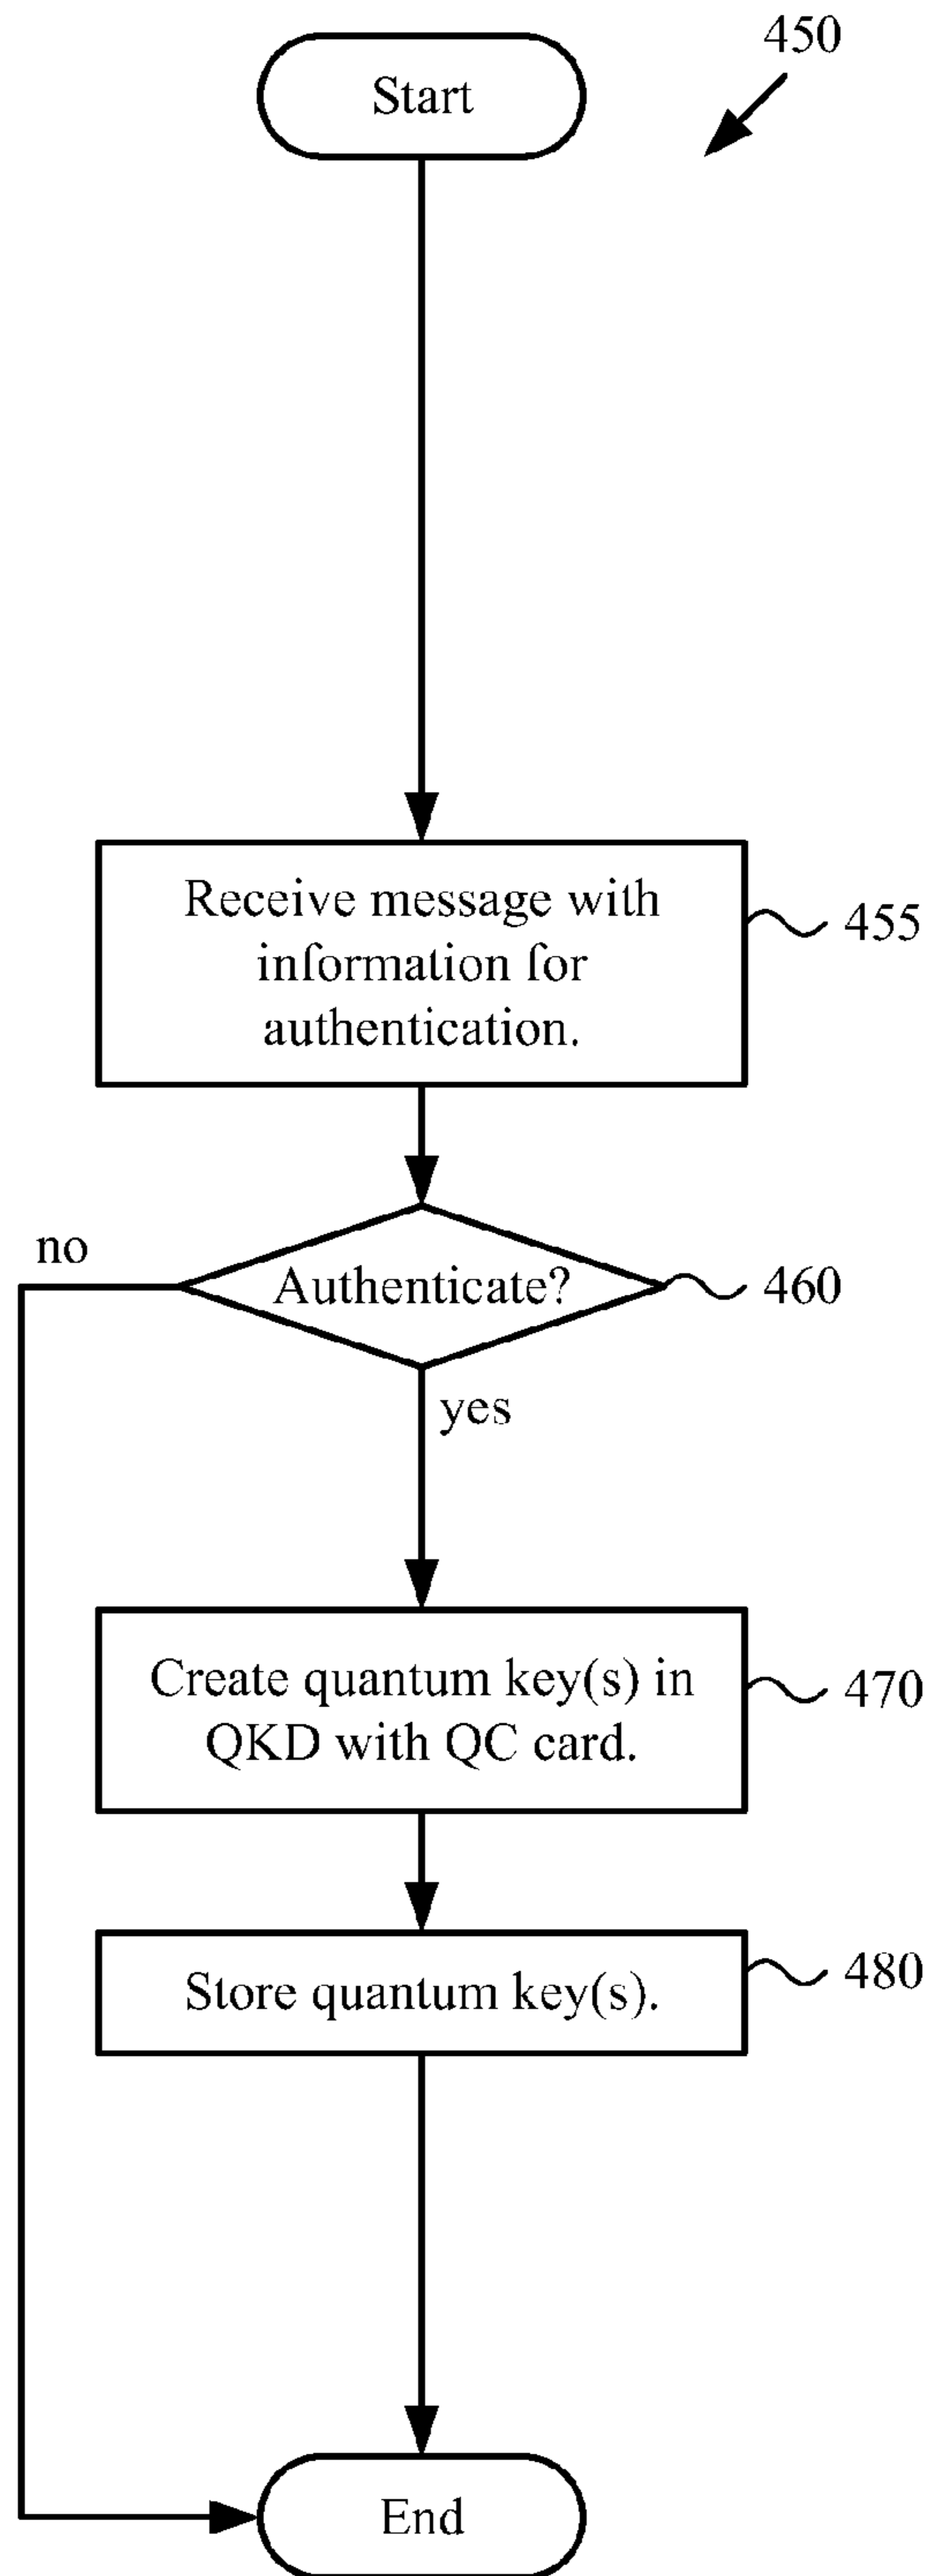 450
Start
Receive message with
information for
authentication.
455
no
Authenticate?
460
yes
Create quantum key(s) in
QKD with QC card.
470
Store quantum key(s).
480
End